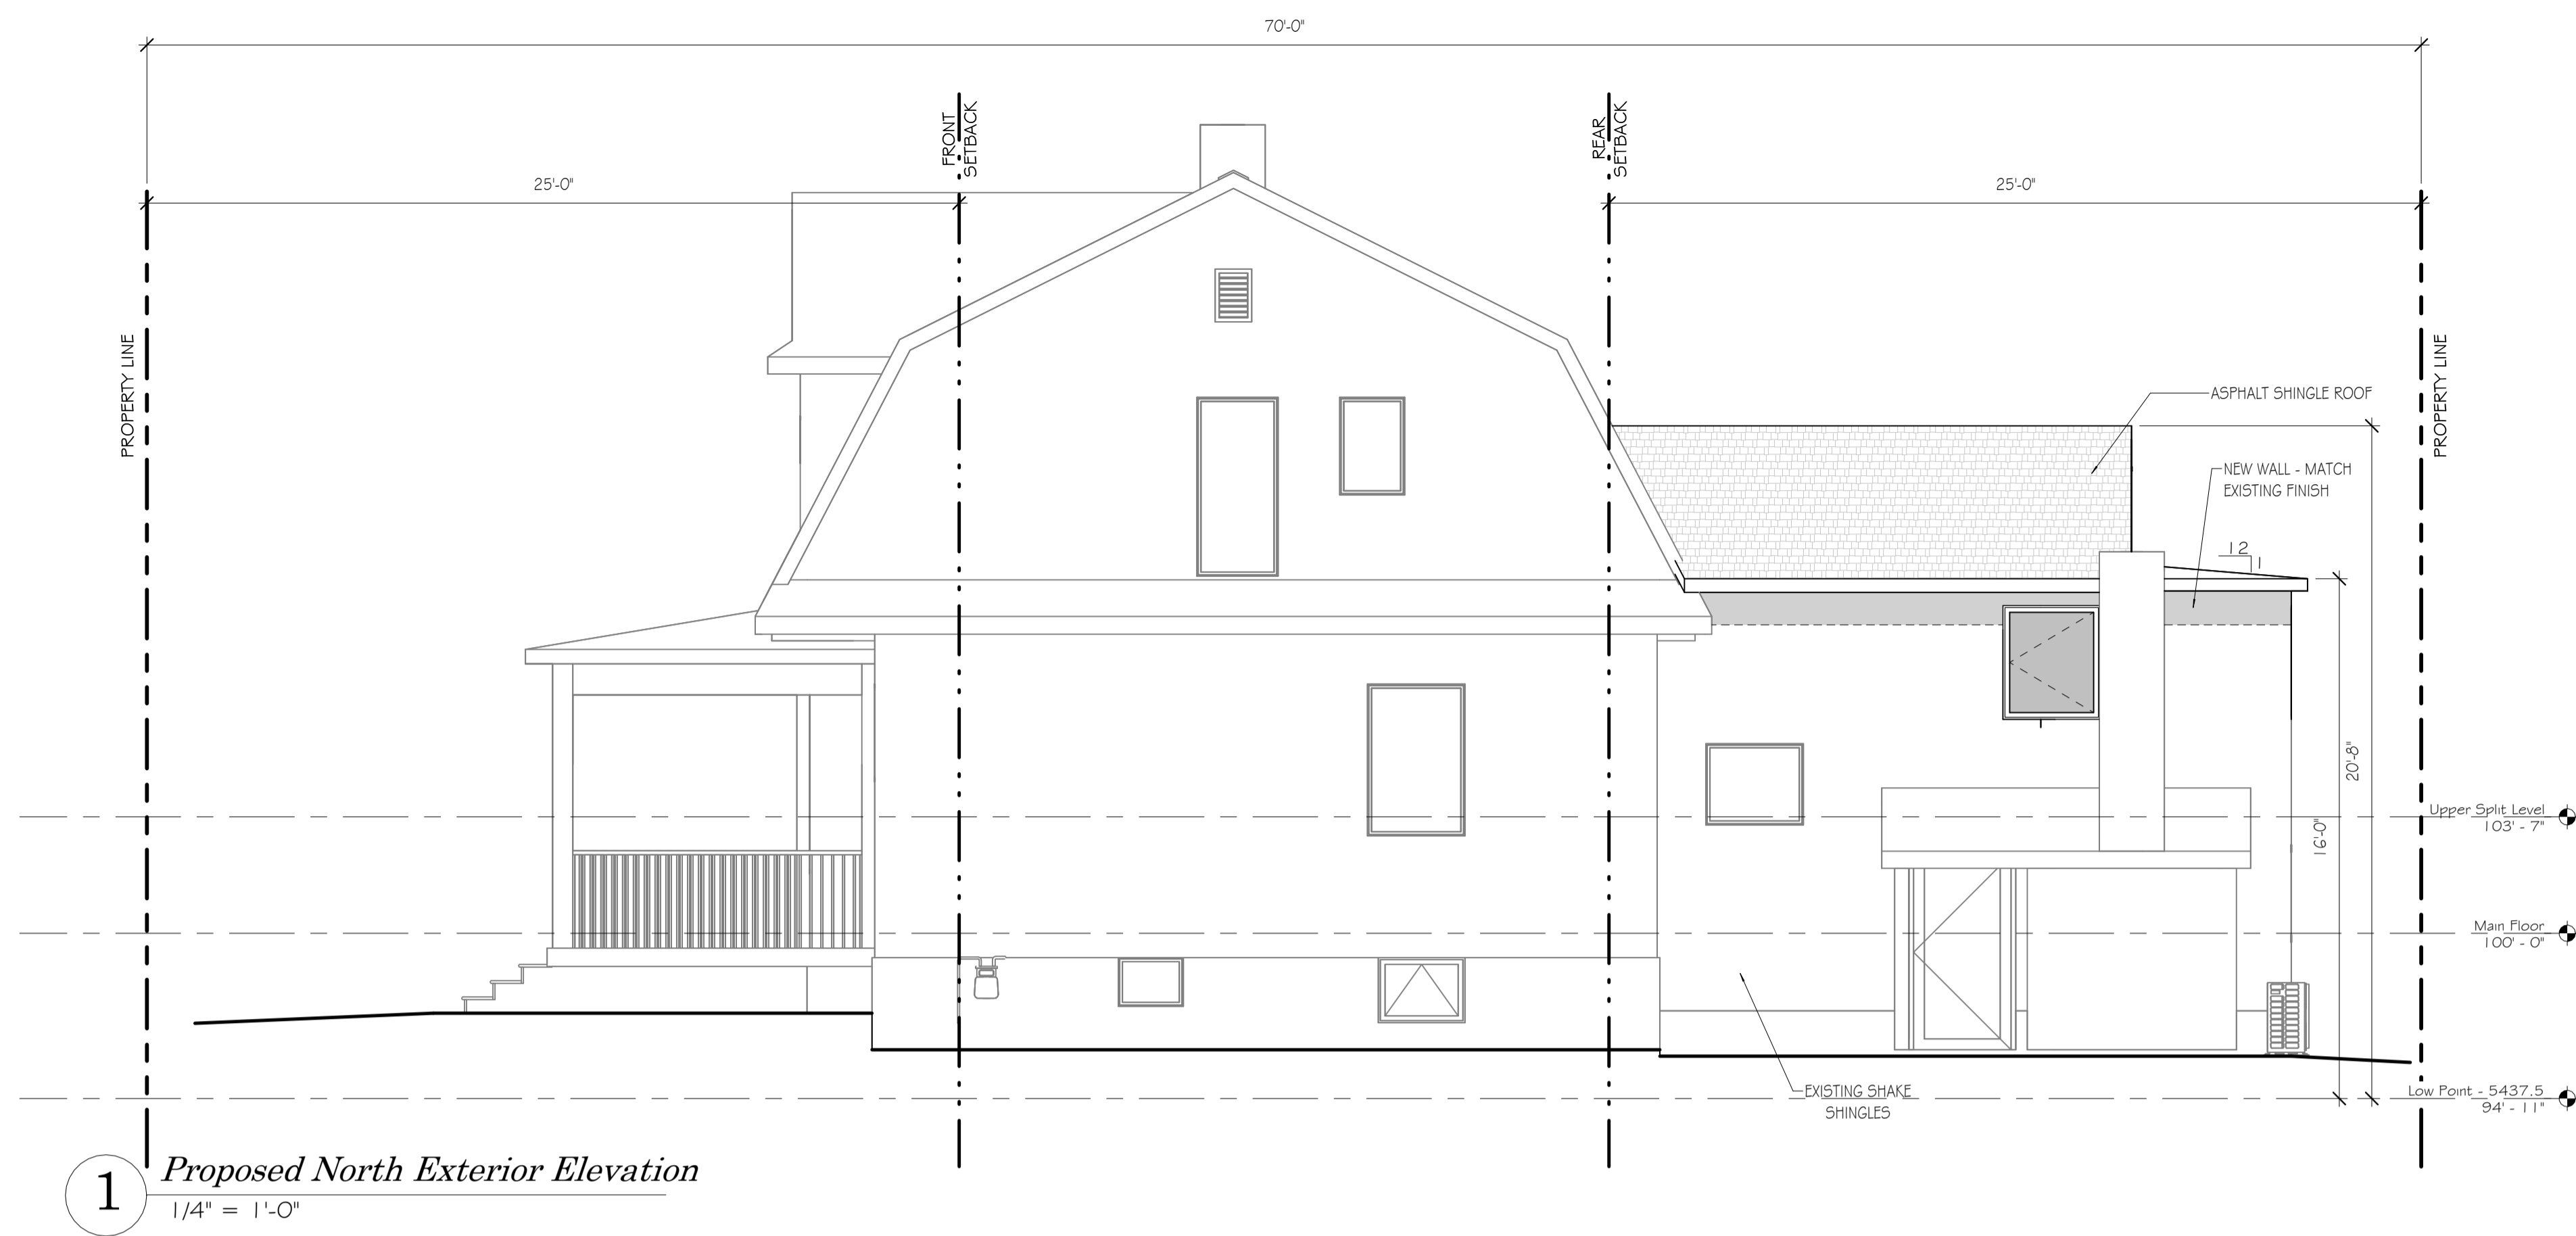 70'-0"
FRONT
SETBACK
REAR
SETBACK
25'-0"
25'-0"
PROPERTY LINE
PROPERTY LINE
ASPHALT SHINGLE ROOF
NEW WALL - MATCH
EXISTING FINISH
12
1
20'-8"
16'-0"
Upper Split Level
103' - 7"
Main Floor
100' - 0"
EXISTING SHAKE
SHINGLES
Low Point - 5437.5
94' - 11"
1
Proposed North Exterior Elevation
1/4" = 1'-0"